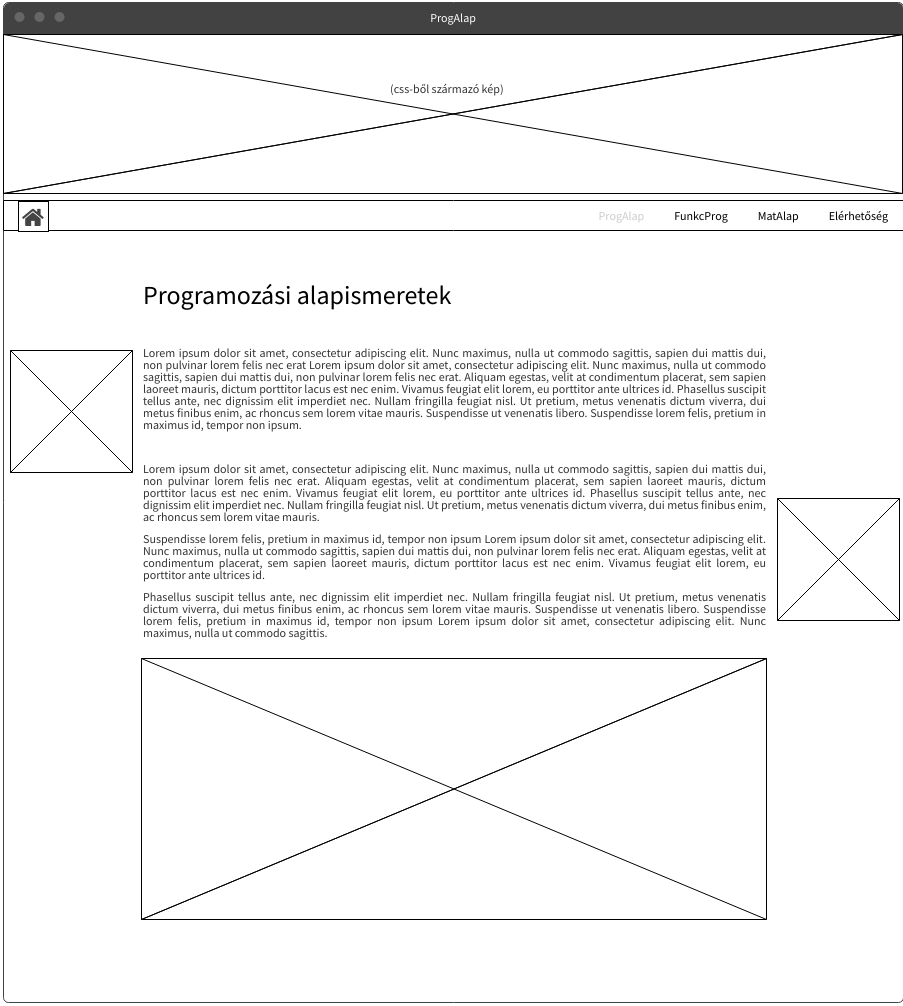 ProgAlap
(css-ből származó kép)
ProgAlap FunkcProg MatAlap Elérhetőség
Programozási alapismeretek
Lorem ipsum dolor sit amet, consectetur adipiscing elit. Nunc maximus, nulla ut commodo sagittis, sapien dui mattis dui,
non pulvinar lorem felis nec erat Lorem ipsum dolor sit amet, consectetur adipiscing elit. Nunc maximus, nulla ut commodo
sagittis, sapien dui mattis dui, non pulvinar lorem felis nec erat. Aliquam egestas, velit at condimentum placerat, sem sapien
laoreet mauris, dictum porttitor lacus est nec enim. Vivamus feugiat elit lorem, eu porttitor ante ultrices id. Phasellus suscipit
tellus ante, nec dignissim elit imperdiet nec. Nullam fringilla feugiat nisl. Ut pretium, metus venenatis dictum viverra, dui
metus finibus enim, ac rhoncus sem lorem vitae mauris. Suspendisse ut venenatis libero. Suspendisse lorem felis, pretium in
maximus id, tempor non ipsum.
Lorem ipsum dolor sit amet, consectetur adipiscing elit. Nunc maximus, nulla ut commodo sagittis, sapien dui mattis dui,
non pulvinar lorem felis nec erat. Aliquam egestas, velit at condimentum placerat, sem sapien laoreet mauris, dictum
porttitor lacus est nec enim. Vivamus feugiat elit lorem, eu porttitor ante ultrices id. Phasellus suscipit tellus ante, nec
dignissim elit imperdiet nec. Nullam fringilla feugiat nisl. Ut pretium, metus venenatis dictum viverra, dui metus finibus enim,
ac rhoncus sem lorem vitae mauris.
Suspendisse lorem felis, pretium in maximus id, tempor non ipsum Lorem ipsum dolor sit amet, consectetur adipiscing elit.
Nunc maximus, nulla ut commodo sagittis, sapien dui mattis dui, non pulvinar lorem felis nec erat. Aliquam egestas, velit at
condimentum placerat, sem sapien laoreet mauris, dictum porttitor lacus est nec enim. Vivamus feugiat elit lorem, eu
porttitor ante ultrices id.
Phasellus suscipit tellus ante, nec dignissim elit imperdiet nec. Nullam fringilla feugiat nisl. Ut pretium, metus venenatis
dictum viverra, dui metus finibus enim, ac rhoncus sem lorem vitae mauris. Suspendisse ut venenatis libero. Suspendisse
lorem felis, pretium in maximus id, tempor non ipsum Lorem ipsum dolor sit amet, consectetur adipiscing elit. Nunc
maximus, nulla ut commodo sagittis.